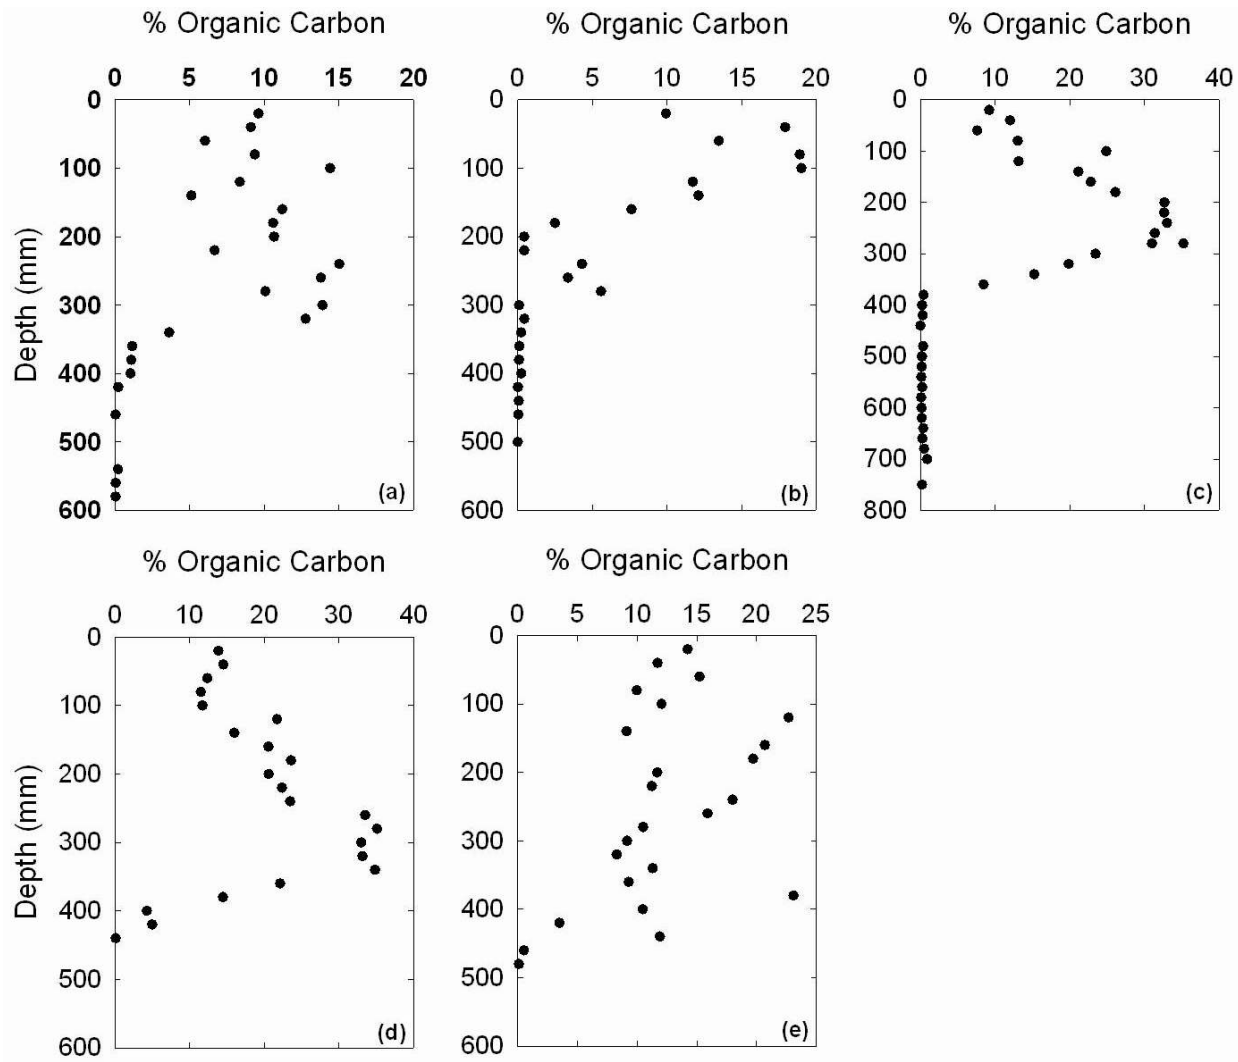 % Organic Carbon % Organic Carbon % Organic Carbon
0 5 10 15 20 0 5 10 15 20 0 10 20 30 40
0 0 0
100 100 100
200 200 200
300 300 300
400 400 400
500 500 500
600 600 600
700
800
Depth (mm)
(a) (b) (c)
% Organic Carbon % Organic Carbon
0 10 20 30 40 0 5 10 15 20 25
0 0
100 100
200 200
300 300
400 400
500 500
600 600
Depth (mm)
(d) (e)